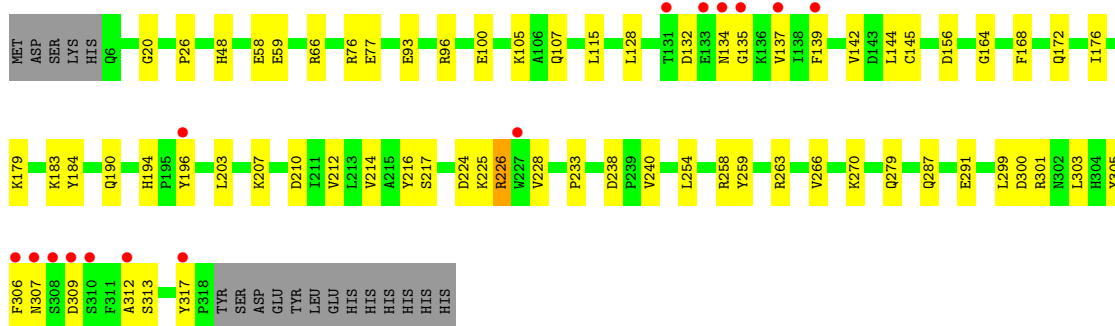 MET ASP SER LYS HIS Q6 G20 P26 H48 E58 E59 R66 R76 E77 E93 R96 E100 K105 A106 Q107 L115 L128 T131 D132 E133 N134 G135 K136 V137 I138 F139 V142 D143 L144 C145 D156 G164 F168 Q172 I176
K179 K183 Y184 Q190 H194 P195 Y196 L203 K207 D210 I211 V212 L213 V214 A215 Y216 S217 D224 K225 R226 W227 V228 P233 D238 P239 V240 L254 R258 Y259 R263 V266 K270 Q279 Q287 E291 L299 D300 R301 N302 L303 H304 Y305
F306 N307 S308 D309 S310 F311 A312 S313 Y317 P318 TYR SER ASP GLU TYR LEU GLU HIS HIS HIS HIS HIS HIS